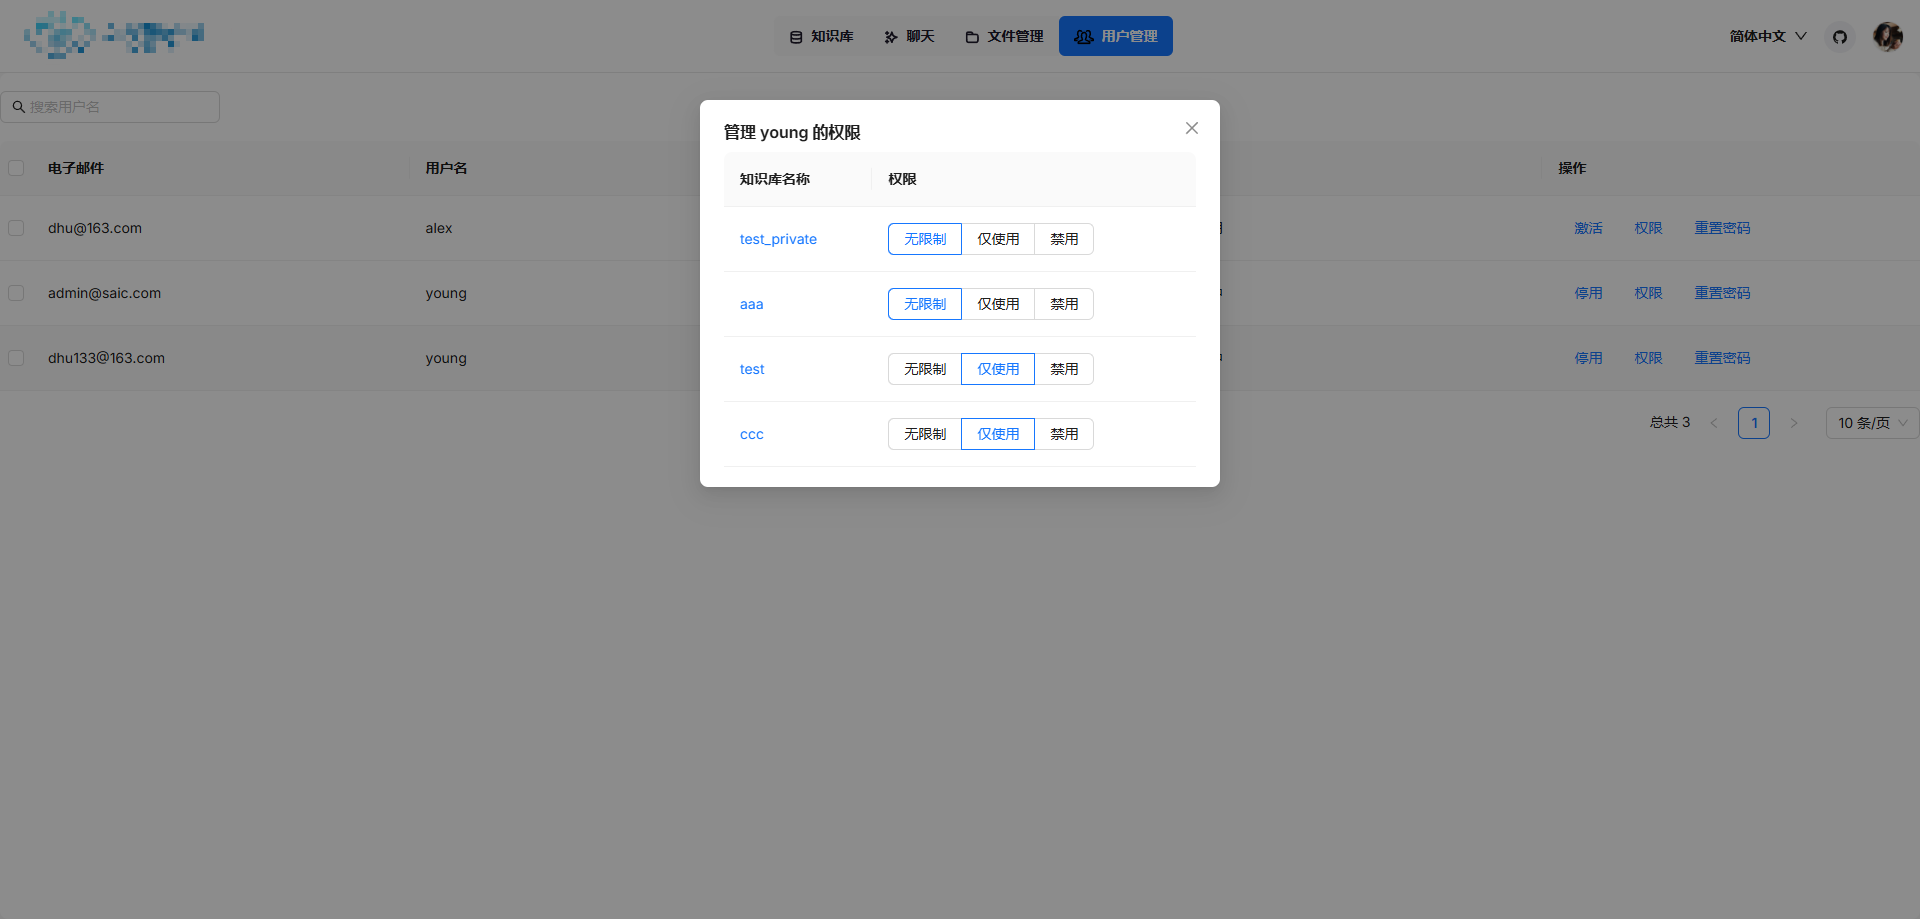 知识库 聊天 文件管理 用户管理 简体中文
搜索用户名
管理 young 的权限
电子邮件 用户名 操作
知识库名称 权限
dhu@163.com alex 激活 权限 重置密码
test_private 无限制 仅使用 禁用
admin@saic.com young 停用 权限 重置密码
aaa 无限制 仅使用 禁用
dhu133@163.com young 停用 权限 重置密码
test 无限制 仅使用 禁用
总共 3 1 10 条/页
ccc 无限制 仅使用 禁用